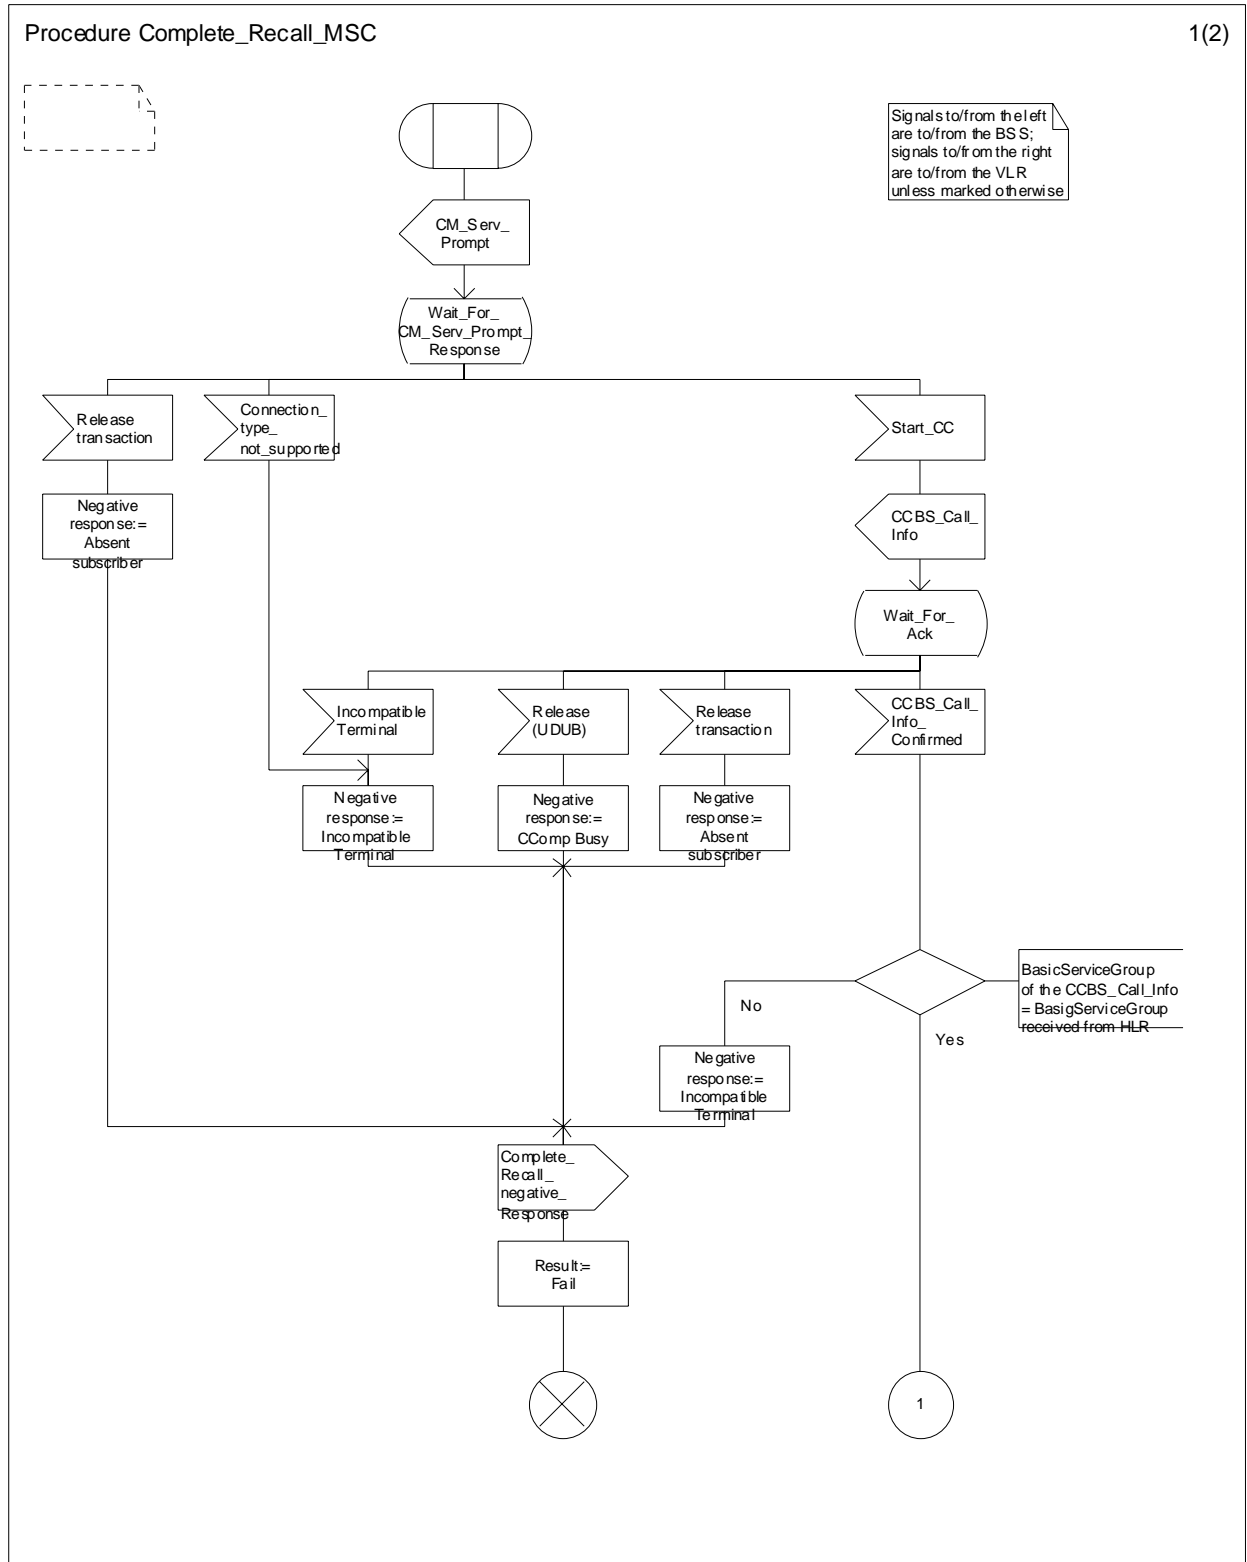 Procedure Complete_Recall_MSC
1(2)
Signals to/from the left
are to/from the BSS;
signals to/from the right
are to/from the VLR
unless marked otherwise
CM_Serv_
Prompt
Wait_For_
CM_Serv_Prompt_
Response
Release
transaction
Connection_
type_
not_supported
Start_CC
Negative
response:=
Absent
subscriber
CCBS_Call_
Info
Wait_For_
Ack
Incompatible
Terminal
Release
(UDUB)
Release
transaction
CCBS_Call_
Info_
Confirmed
Negative
response:=
Incompatible
Terminal
Negative
response:=
CComp Busy
Negative
response:=
Absent
subscriber
BasicServiceGroup
of the CCBS_Call_Info
= BasigServiceGroup
received from HLR
No
Yes
Negative
response:=
Incompatible
Terminal
Complete_
Recall_
negative_
Response
Result:=
Fail
1